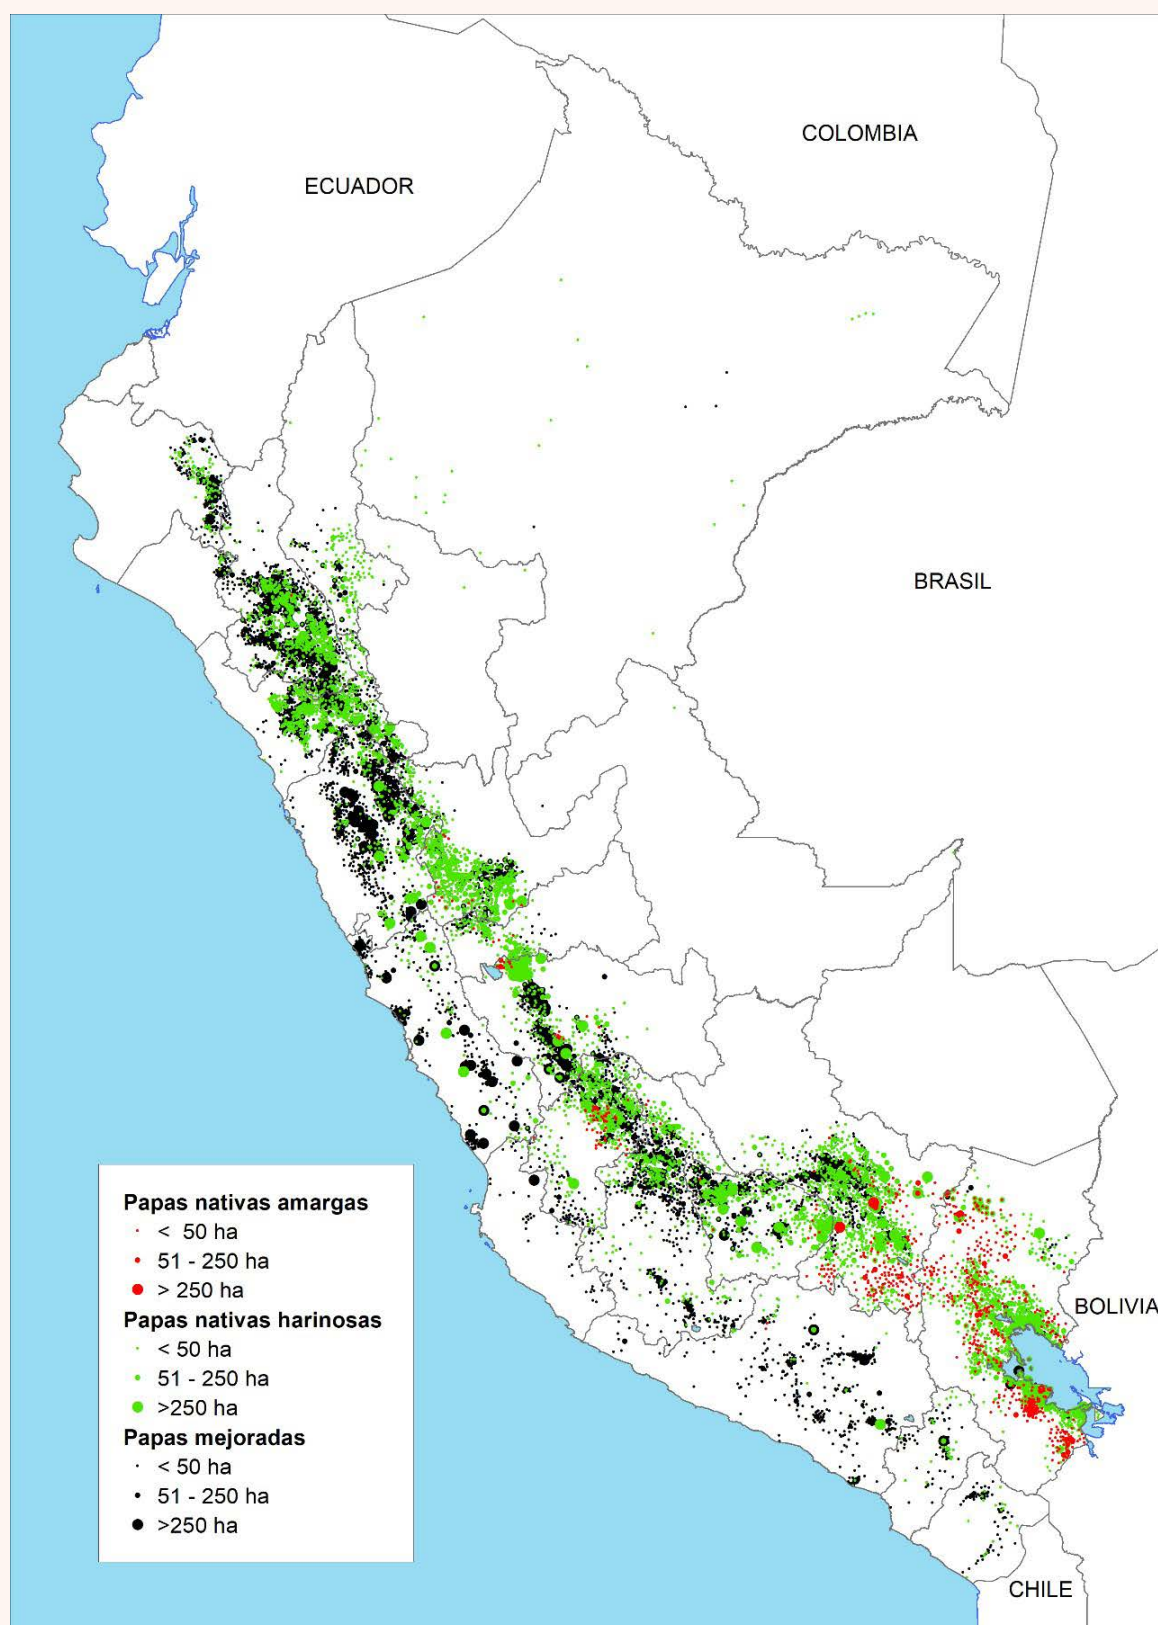 COLOMBIA
ECUADOR
BRASIL
BOLIVIA
CHILE
Papas nativas amargas
< 50 ha
51 - 250 ha
> 250 ha
Papas nativas harinosas
< 50 ha
51 - 250 ha
>250 ha
Papas mejoradas
< 50 ha
51 - 250 ha
>250 ha